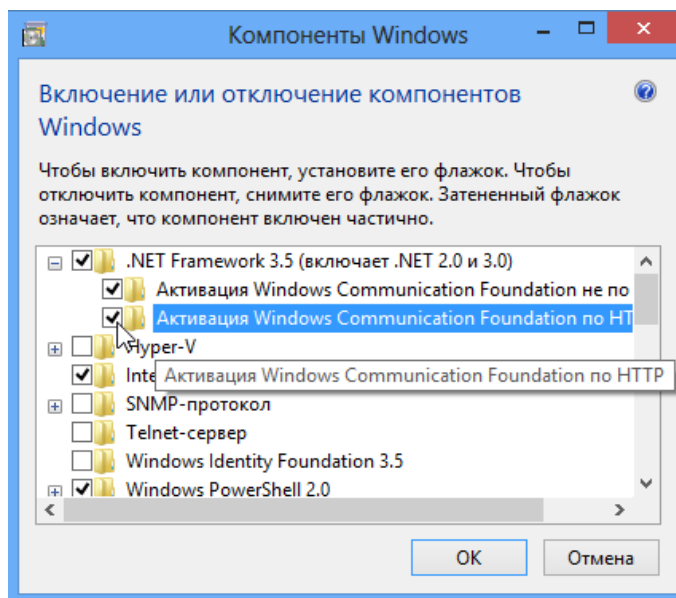 Компоненты Windows
Включение или отключение компонентов
Windows
Чтобы включить компонент, установите его флажок. Чтобы
отключить компонент, снимите его флажок. Затененный флажок
означает, что компонент включен частично.
.NET Framework 3.5 (включает .NET 2.0 и 3.0)
Активация Windows Communication Foundation не по
Активация Windows Communication Foundation по HT
Hyper-V
Inte
Активация Windows Communication Foundation по HTTP
SNMP-протокол
Telnet-сервер
Windows Identity Foundation 3.5
Windows PowerShell 2.0
ОК
Отмена